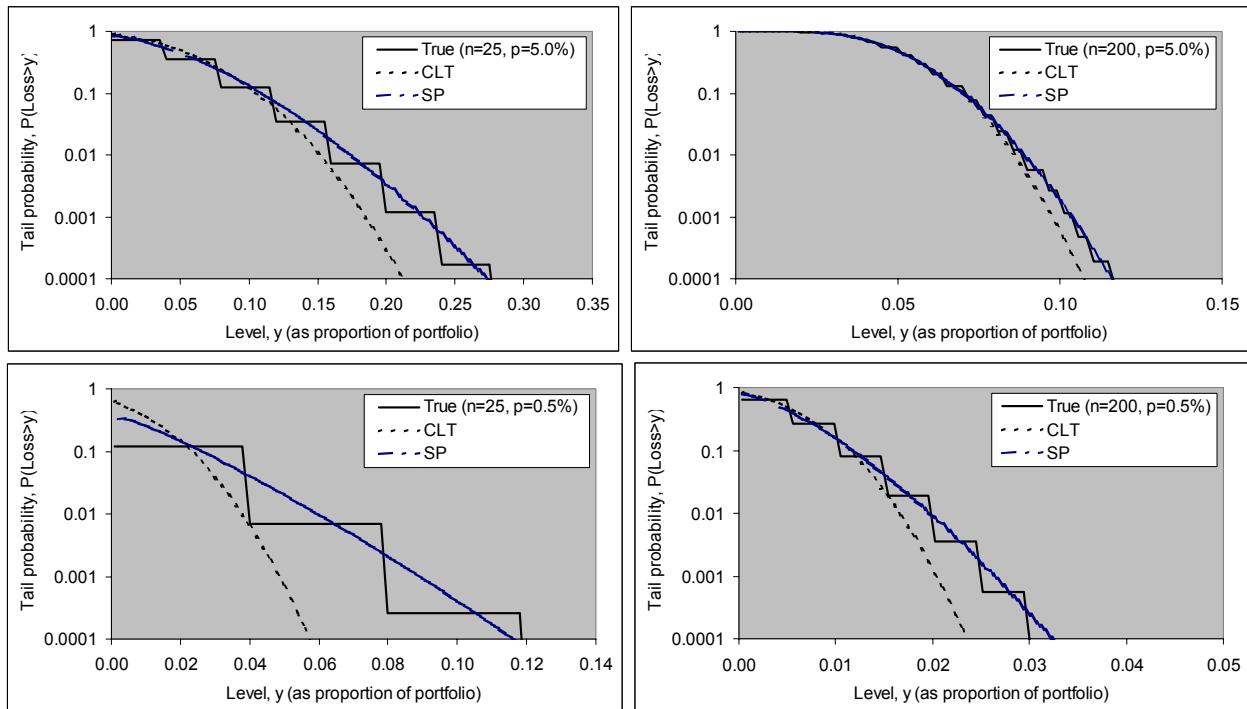 Tail probability, P(Loss>y)
1
0.1
0.01
0.001
0.0001
True (n=25, p=5.0%)
CLT
SP
0.00 0.05 0.10 0.15 0.20 0.25 0.30 0.35
Level, y (as proportion of portfolio)
Tail probability, P(Loss>y)
1
0.1
0.01
0.001
0.0001
True (n=200, p=5.0%)
CLT
SP
0.00 0.05 0.10 0.15
Level, y (as proportion of portfolio)
Tail probability, P(Loss>y)
1
0.1
0.01
0.001
0.0001
True (n=25, p=0.5%)
CLT
SP
0.00 0.02 0.04 0.06 0.08 0.10 0.12 0.14
Level, y (as proportion of portfolio)
Tail probability, P(Loss>y)
1
0.1
0.01
0.001
0.0001
True (n=200, p=0.5%)
CLT
SP
0.00 0.01 0.02 0.03 0.04 0.05
Level, y (as proportion of portfolio)